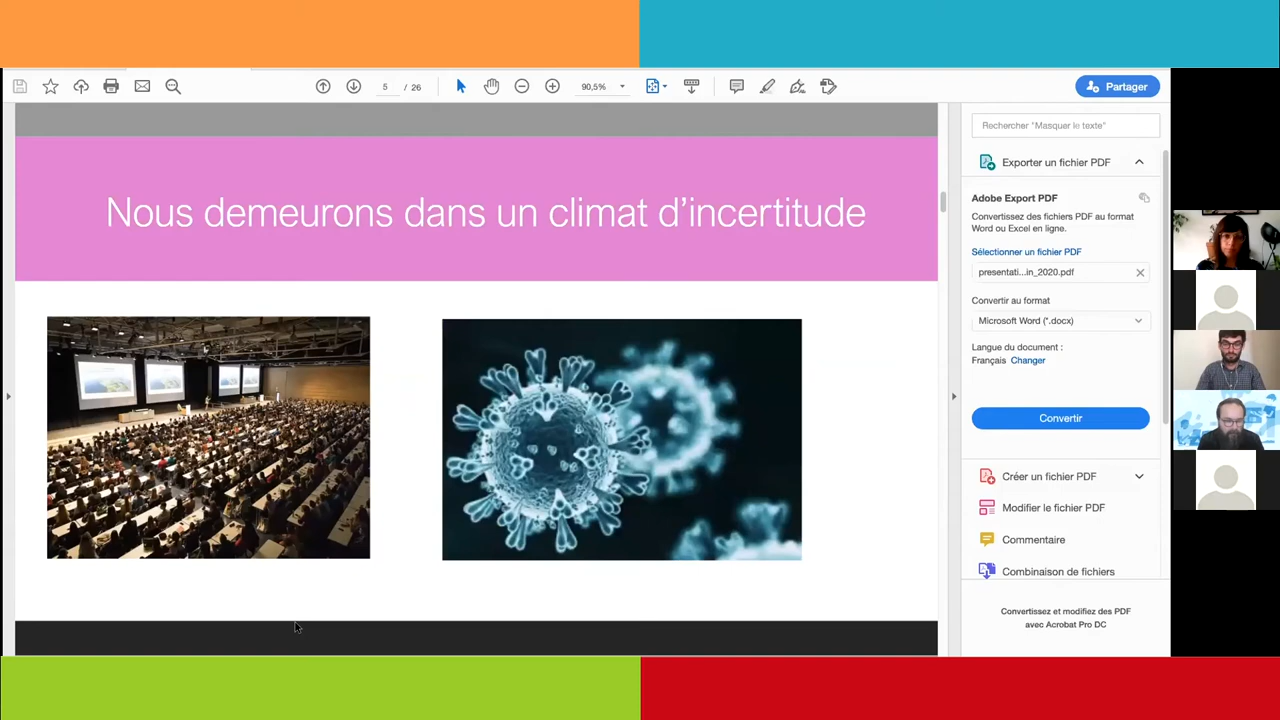 5 / 26
90,5%
Partager
Nous demeurons dans un climat d’incertitude
Rechercher "Masquer le texte"
Exporter un fichier PDF
Adobe Export PDF
Convertissez des fichiers PDF au format
Word ou Excel en ligne.
Sélectionner un fichier PDF
presentati...in_2020.pdf
Convertir au format
Microsoft Word (*.docx)
Langue du document :
Français Changer
Convertir
Créer un fichier PDF
Modifier le fichier PDF
Commentaire
Combinaison de fichiers
Convertissez et modifiez des PDF
avec Acrobat Pro DC